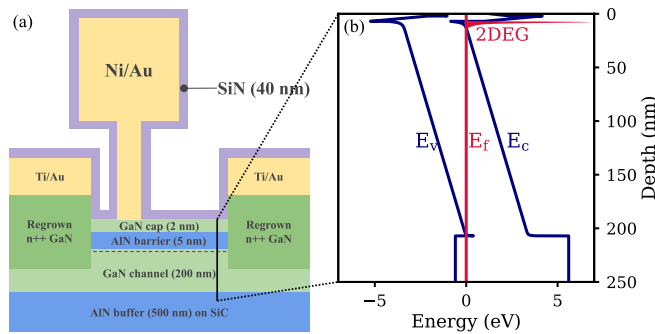 (a)
Ni/Au
SiN (40 nm)
Ti/Au
Ti/Au
Regrown
n++ GaN
GaN cap (2 nm)
AlN barrier (5 nm)
Regrown
n++ GaN
GaN channel (200 nm)
AlN buffer (500 nm) on SiC
(b)
2DEG
E_v
E_f
E_c
0
50
100
150
200
250
Depth (nm)
−5
0
5
Energy (eV)